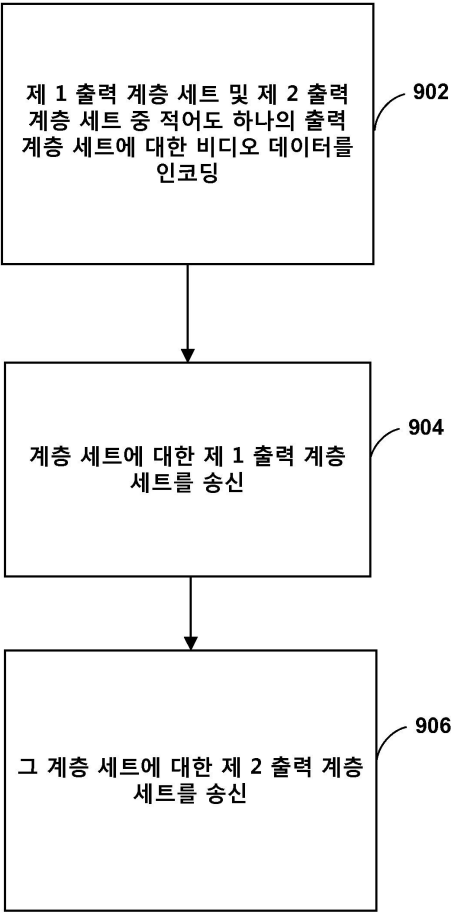 제 1 출력 계층 세트 및 제 2 출력
계층 세트 중 적어도 하나의 출력
계층 세트에 대한 비디오 데이터를
인코딩
902
계층 세트에 대한 제 1 출력 계층
세트를 송신
904
그 계층 세트에 대한 제 2 출력 계층
세트를 송신
906